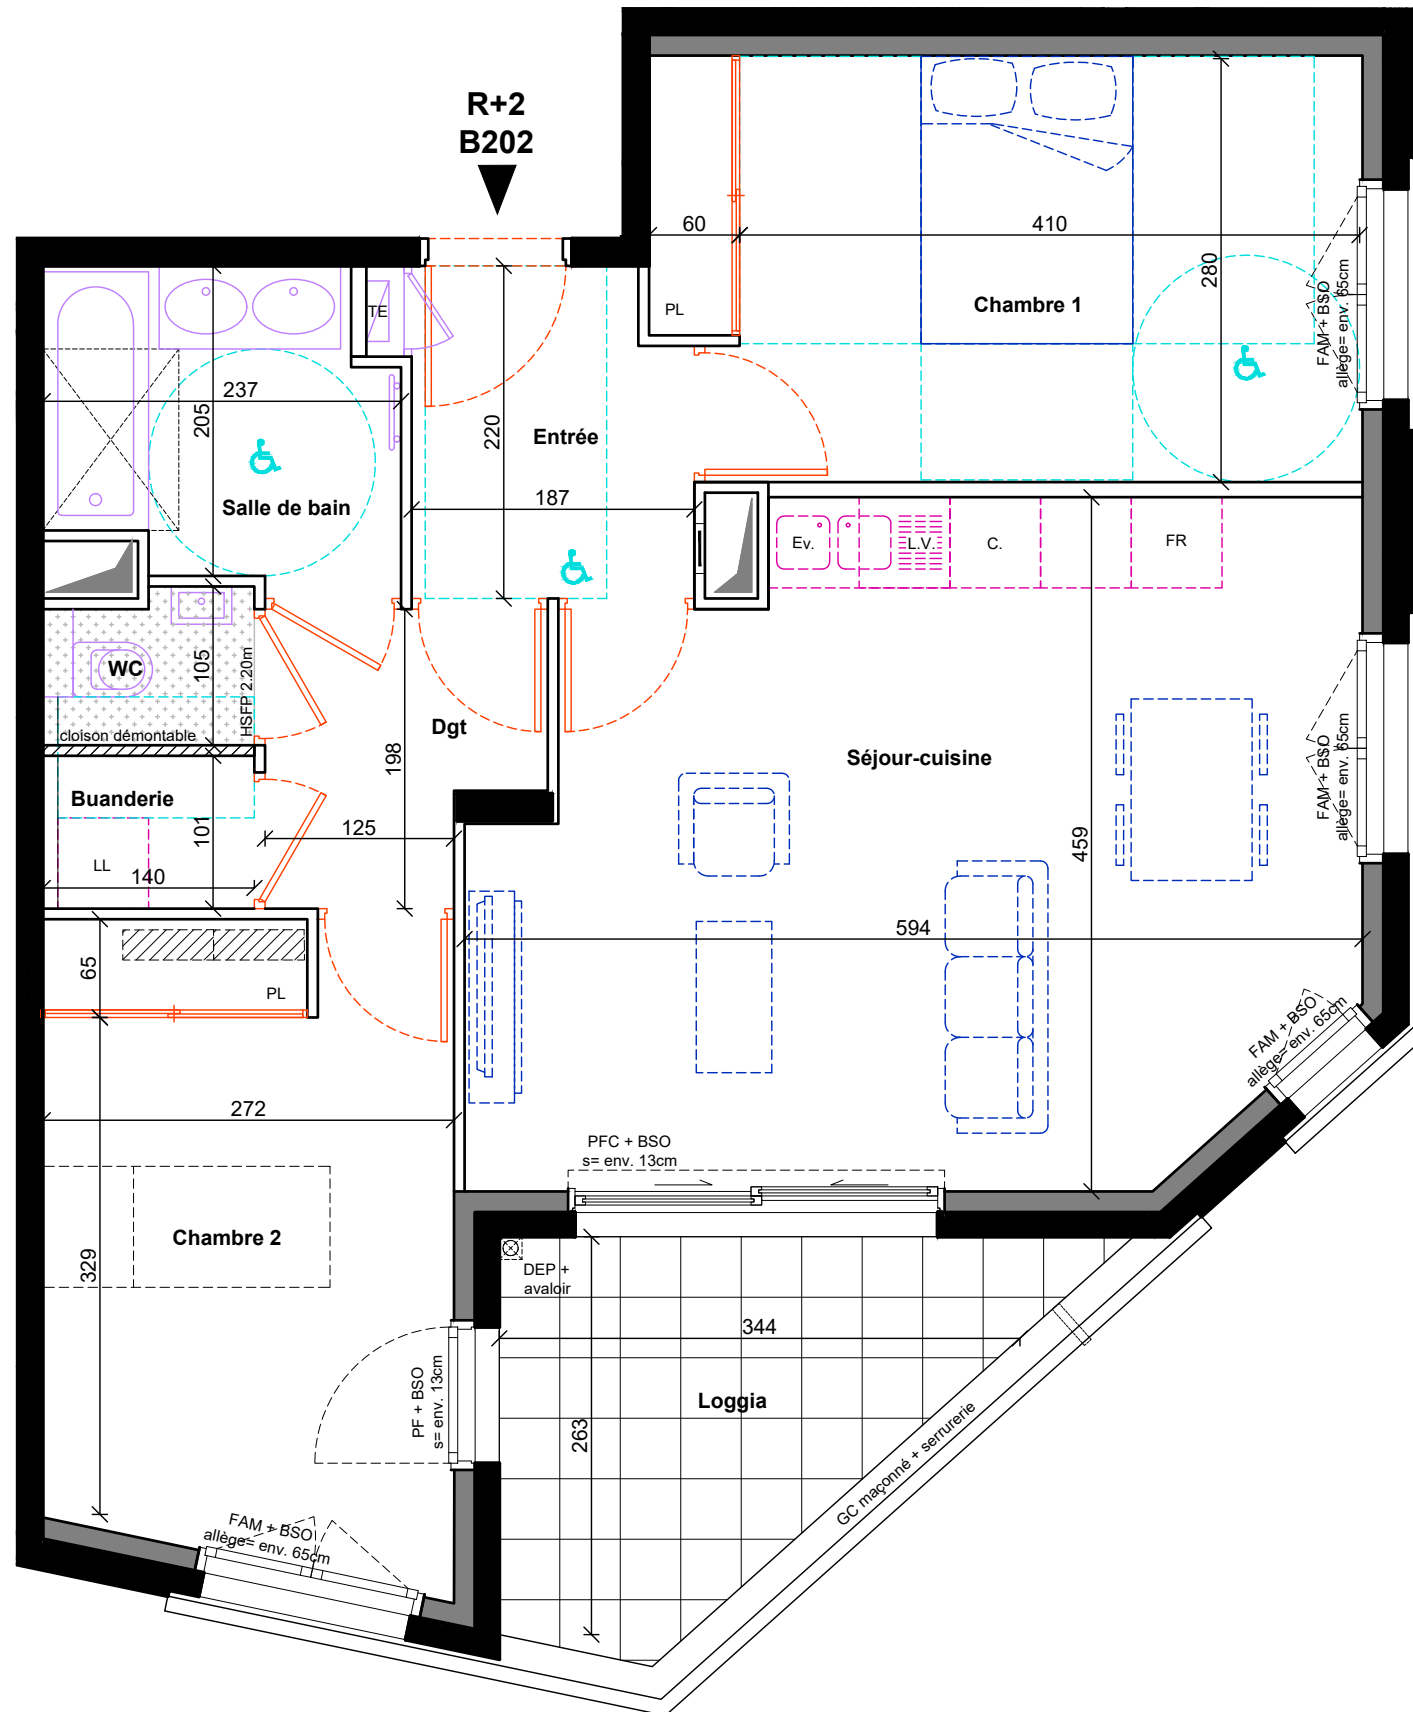 R+2
B202
60
410
280
PL
Chambre 1
FAM + BSO
allège= env. 65cm
TE
237
205
220
Entrée
Salle de bain
187
Ev.
L.V.
C.
FR
WC
105
HSFP 2.20m
cloison démontable
Dgt
198
Séjour-cuisine
FAM + BSO
allège= env. 65cm
Buanderie
101
125
LL
140
459
594
65
PL
FAM + BSO
allège= env. 65cm
272
PFC + BSO
s= env. 13cm
Chambre 2
329
DEP +
avaloir
344
PF + BSO
s= env. 13cm
Loggia
263
GC maçonné + serrurerie
FAM + BSO
allège= env. 65cm